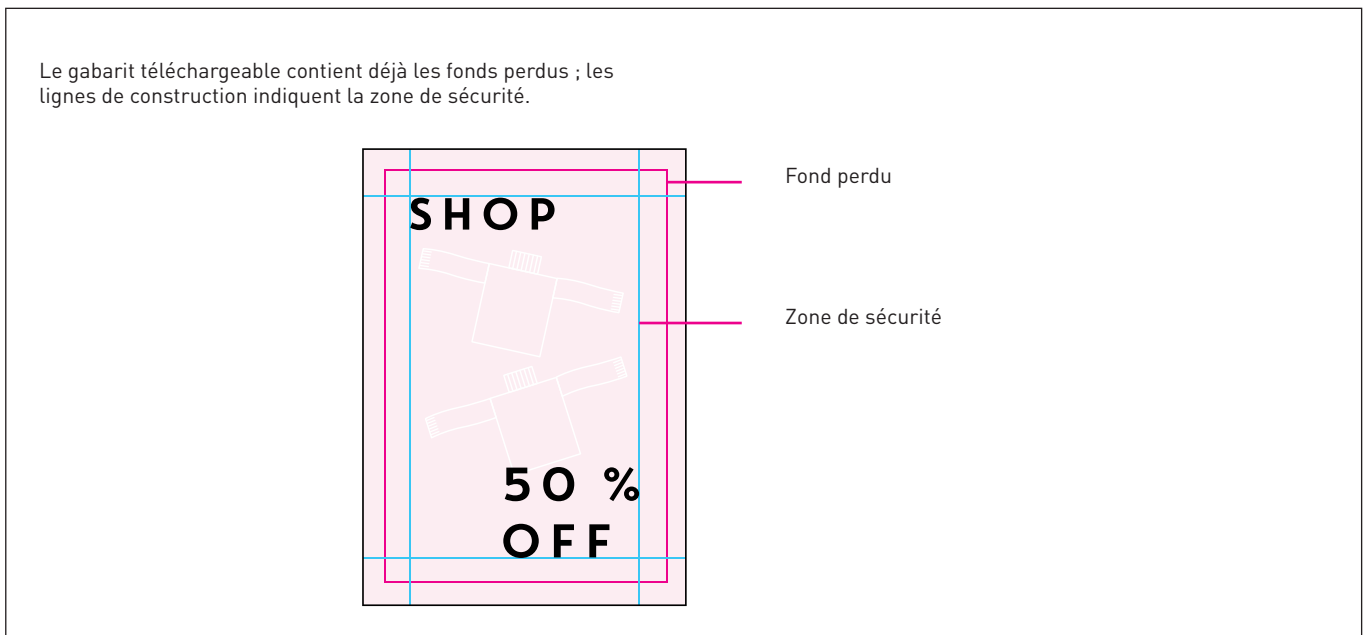 Le gabarit téléchargeable contient déjà les fonds perdus ; les
lignes de construction indiquent la zone de sécurité.
Fond perdu
SHOP
Zone de sécurité
50 %
OFF